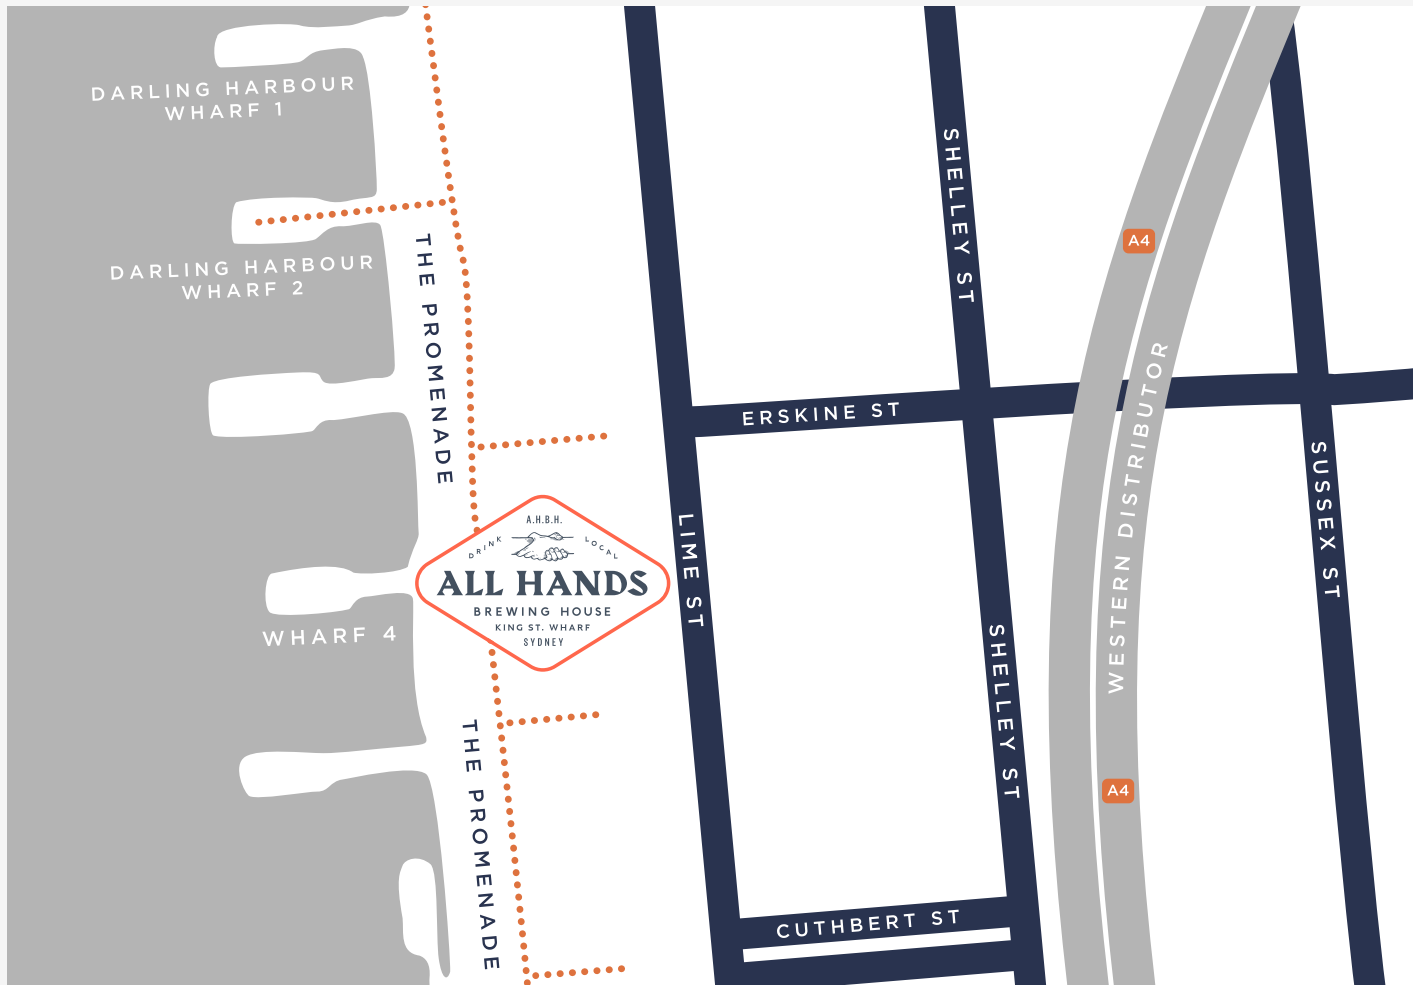 DARLING HARBOUR
WHARF 1
SHELLEY ST
A4
DARLING HARBOUR
WHARF 2
THE PROMENADE
ERSKINE ST
WESTERN DISTRIBUTOR
SUSSEX ST
A.H.B.H.
DRINK LOCAL
ALL HANDS
BREWING HOUSE
KING ST. WHARF
SYDNEY
LIME ST
WHARF 4
SHELLEY ST
THE PROMENADE
A4
CUTHBERT ST